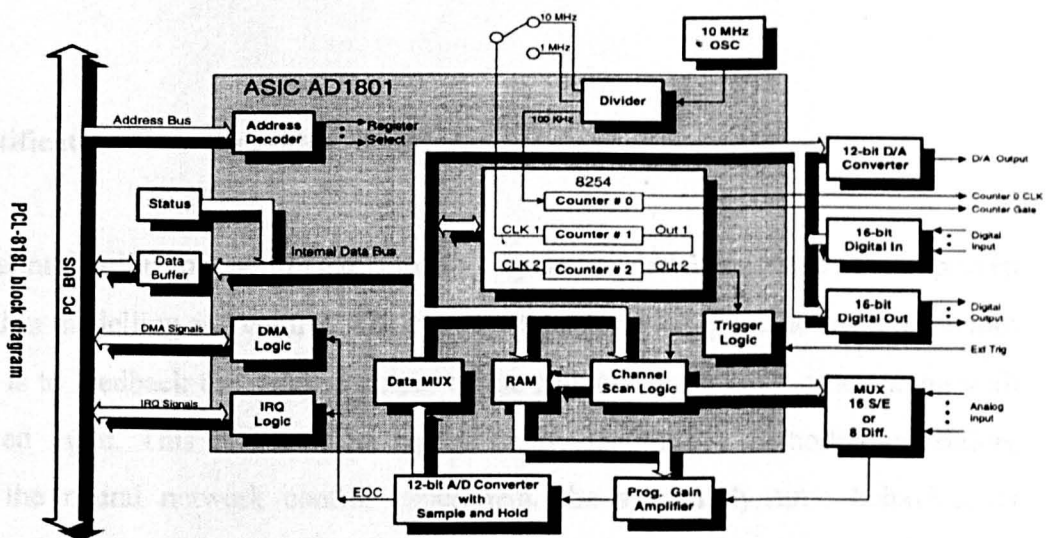 PCL-818L block diagram
PC BUS
10 MHz
1 MHz
10 MHz
OSC
ASIC AD1801
Divider
100 KHz
Address Bus
Address
Decoder
Register
Select
12-bit D/A
Converter
D/A Output
8254
Status
Counter # 0
Counter 0 CLK
Counter Gate
CLK 1
Counter # 1
Out 1
16-bit
Digital In
Digital
Input
Internal Data Bus
Data
Buffer
CLK 2
Counter # 2
Out 2
16-bit
Digital Out
Digital
Output
DMA Signals
DMA
Logic
Trigger
Logic
Ext Trig
Data MUX
RAM
Channel
Scan Logic
MUX
16 S/E
or
8 Diff.
Analog
Input
IRQ Signals
IRQ
Logic
EOC
12-bit A/D Converter
with
Sample and Hold
Prog. Gain
Amplifier